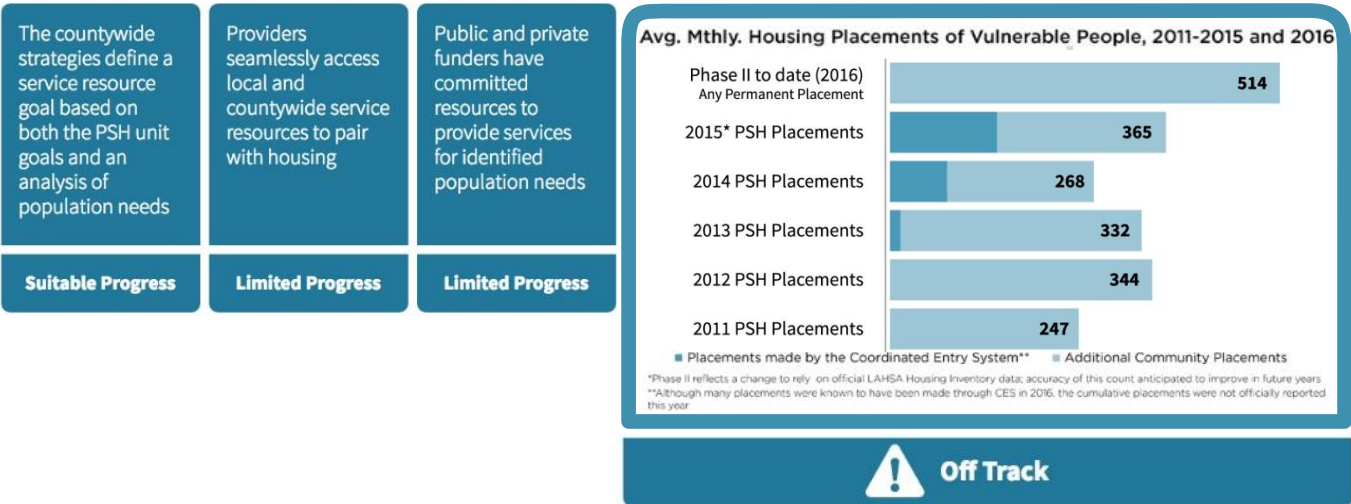 The countywide
strategies define a
service resource
goal based on
both the PSH unit
goals and an
analysis of
population needs
Suitable Progress
Providers
seamlessly access
local and
countywide service
resources to pair
with housing
Limited Progress
Public and private
funders have
committed
resources to
provide services
for identified
population needs
Limited Progress
Avg. Mthly. Housing Placements of Vulnerable People, 2011-2015 and 2016
Phase II to date (2016)
Any Permanent Placement
514
2015* PSH Placements
365
2014 PSH Placements
268
2013 PSH Placements
332
2012 PSH Placements
344
2011 PSH Placements
247
Placements made by the Coordinated Entry System**
Additional Community Placements
*Phase II reflects a change to rely on official LAHSA Housing Inventory data; accuracy of this count anticipated to improve in future years
**Although many placements were known to have been made through CES in 2016, the cumulative placements were not officially reported
this year
Off Track